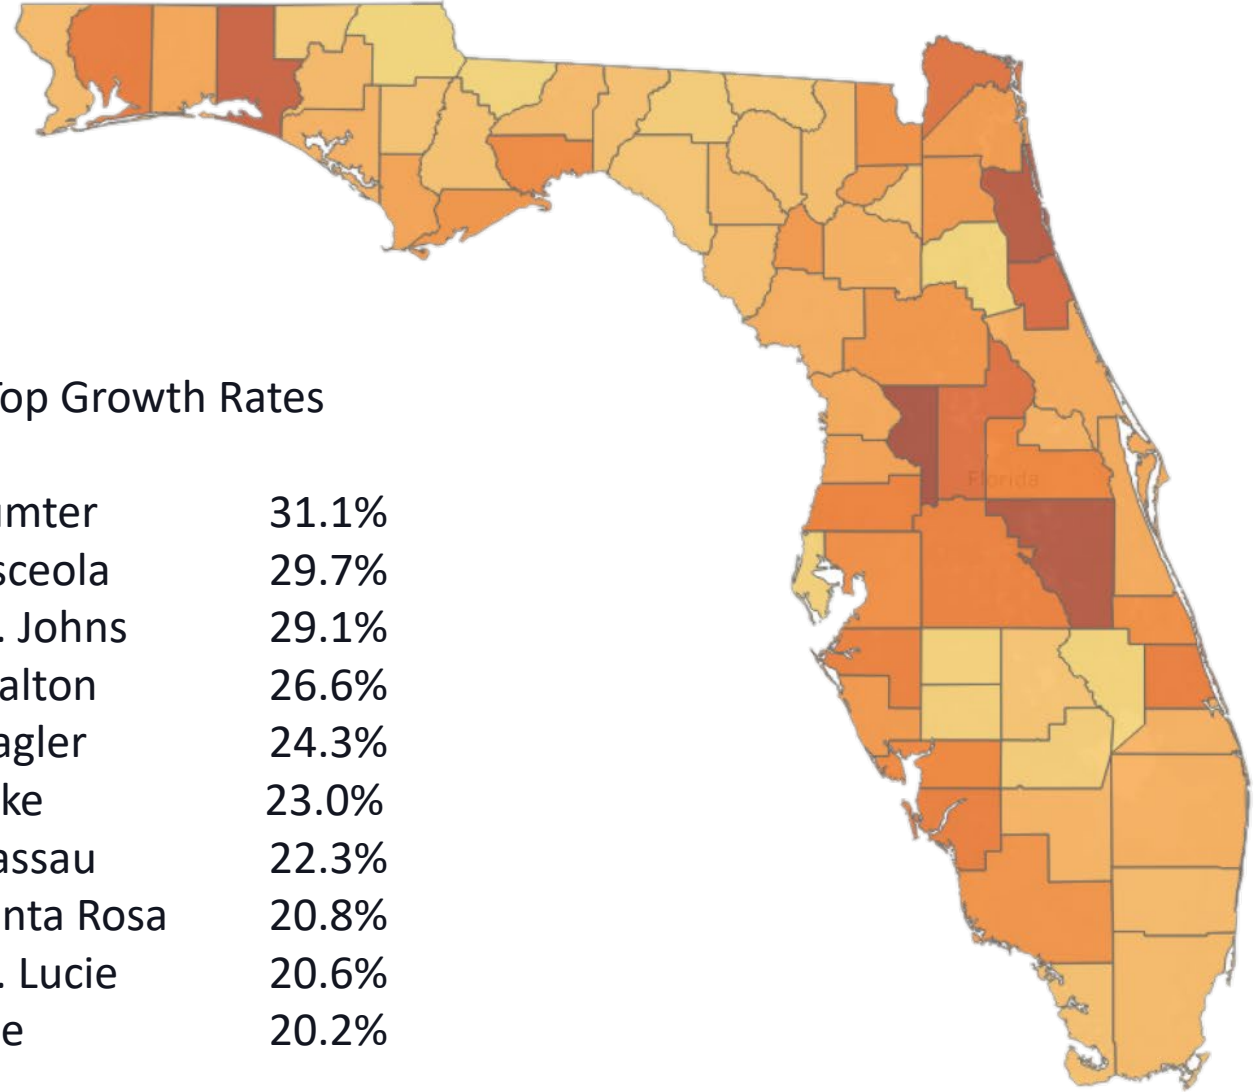 op Growth Rates
umter 31.1%
sceola 29.7%
. Johns 29.1%
alton 26.6%
agler 24.3%
ke 23.0%
assau 22.3%
nta Rosa 20.8%
. Lucie 20.6%
e 20.2%
Florida